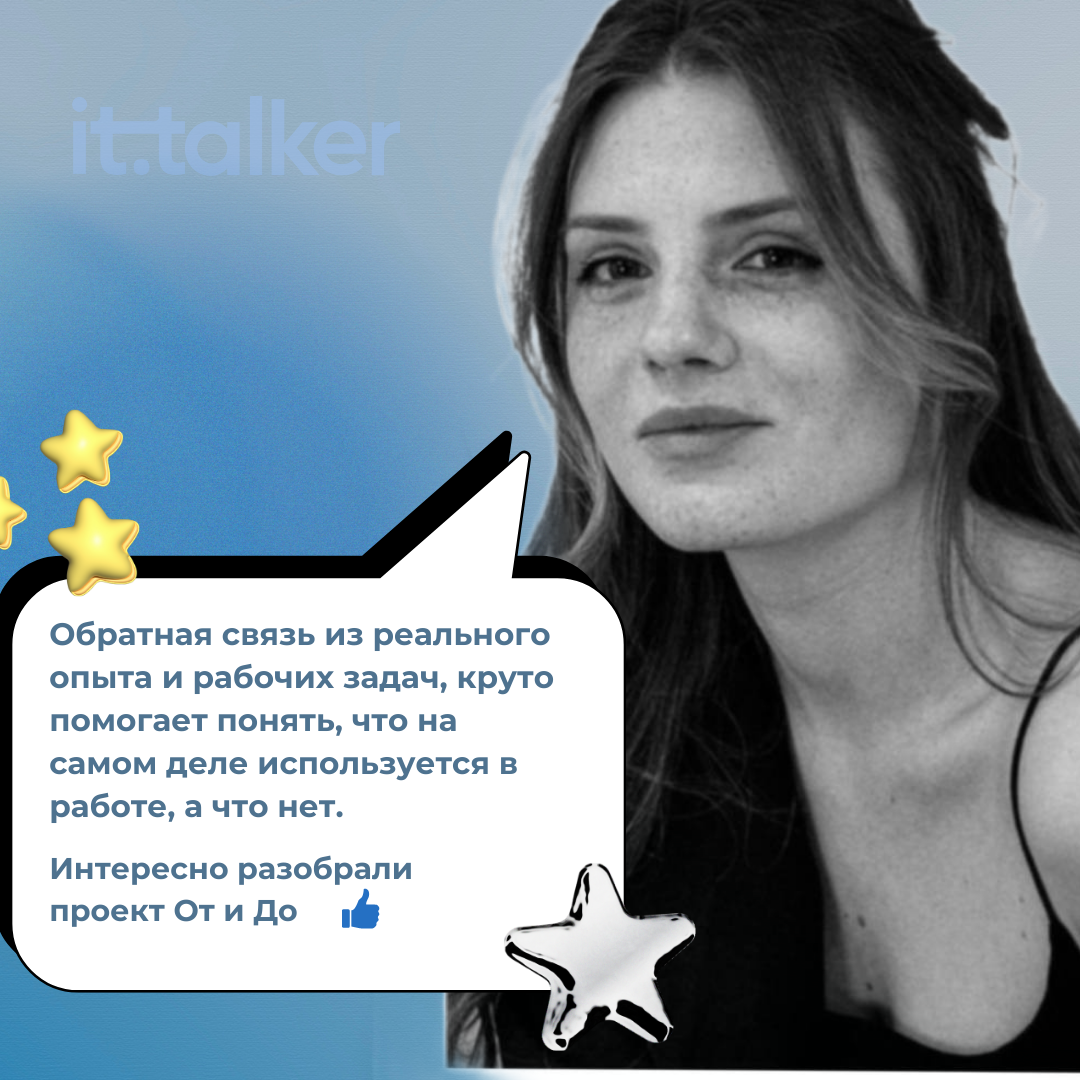 it.talker
Обратная связь из реального
опыта и рабочих задач, круто
помогает понять, что на
самом деле используется в
работе, а что нет.
Интересно разобрали
проект От и До